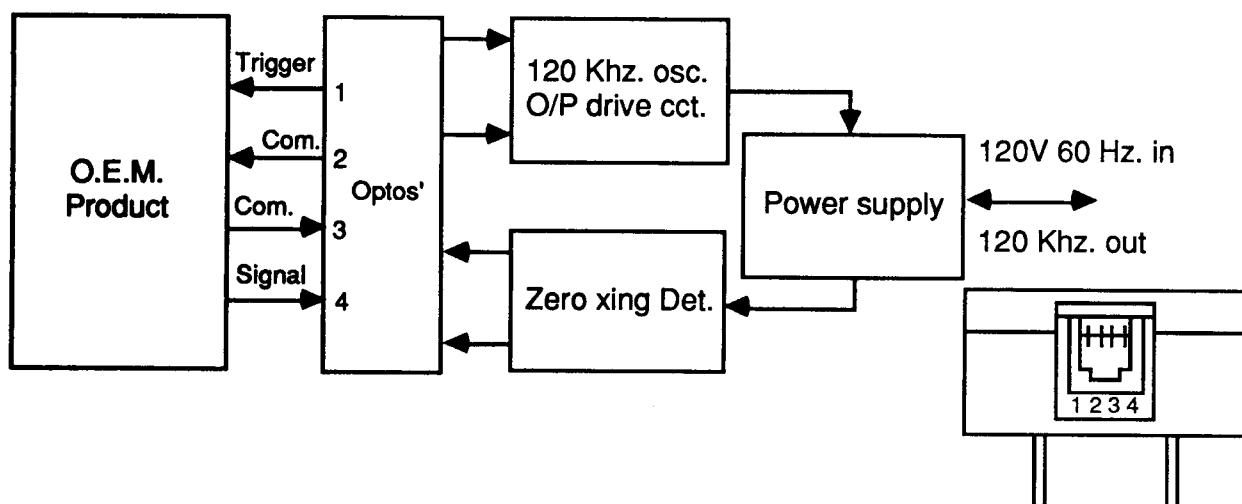 O.E.M.
Product
Trigger
Com.
Com.
Signal
1
2
3
4
Optos'
120 Khz. osc.
O/P drive cct.
Zero xing Det.
Power supply
120V 60 Hz. in
120 Khz. out
1 2 3 4